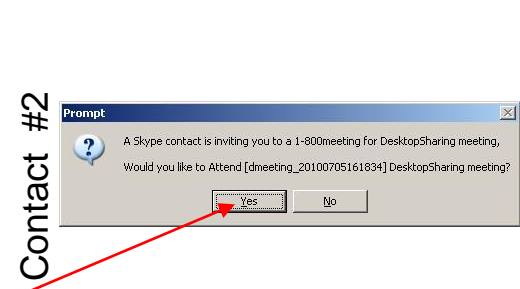 Contact #2
Prompt
A Skype contact is inviting you to a 1-800meeting for DesktopSharing meeting,
Would you like to Attend [dmeeting_20100705161834] DesktopSharing meeting?
Yes
No